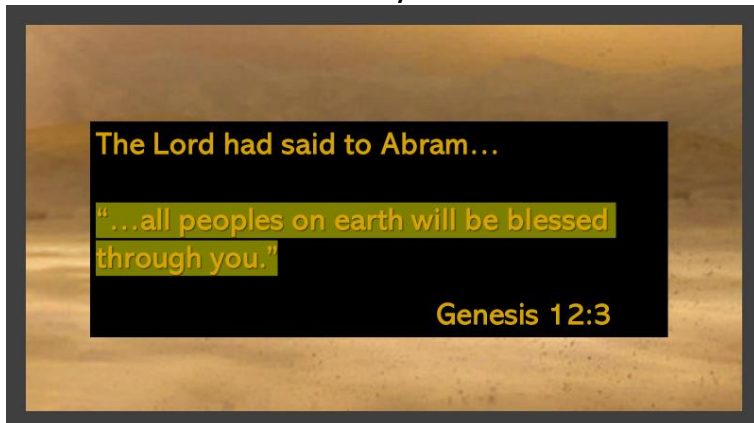 The Lord had said to Abram...
"...all peoples on earth will be blessed
through you."
Genesis 12:3